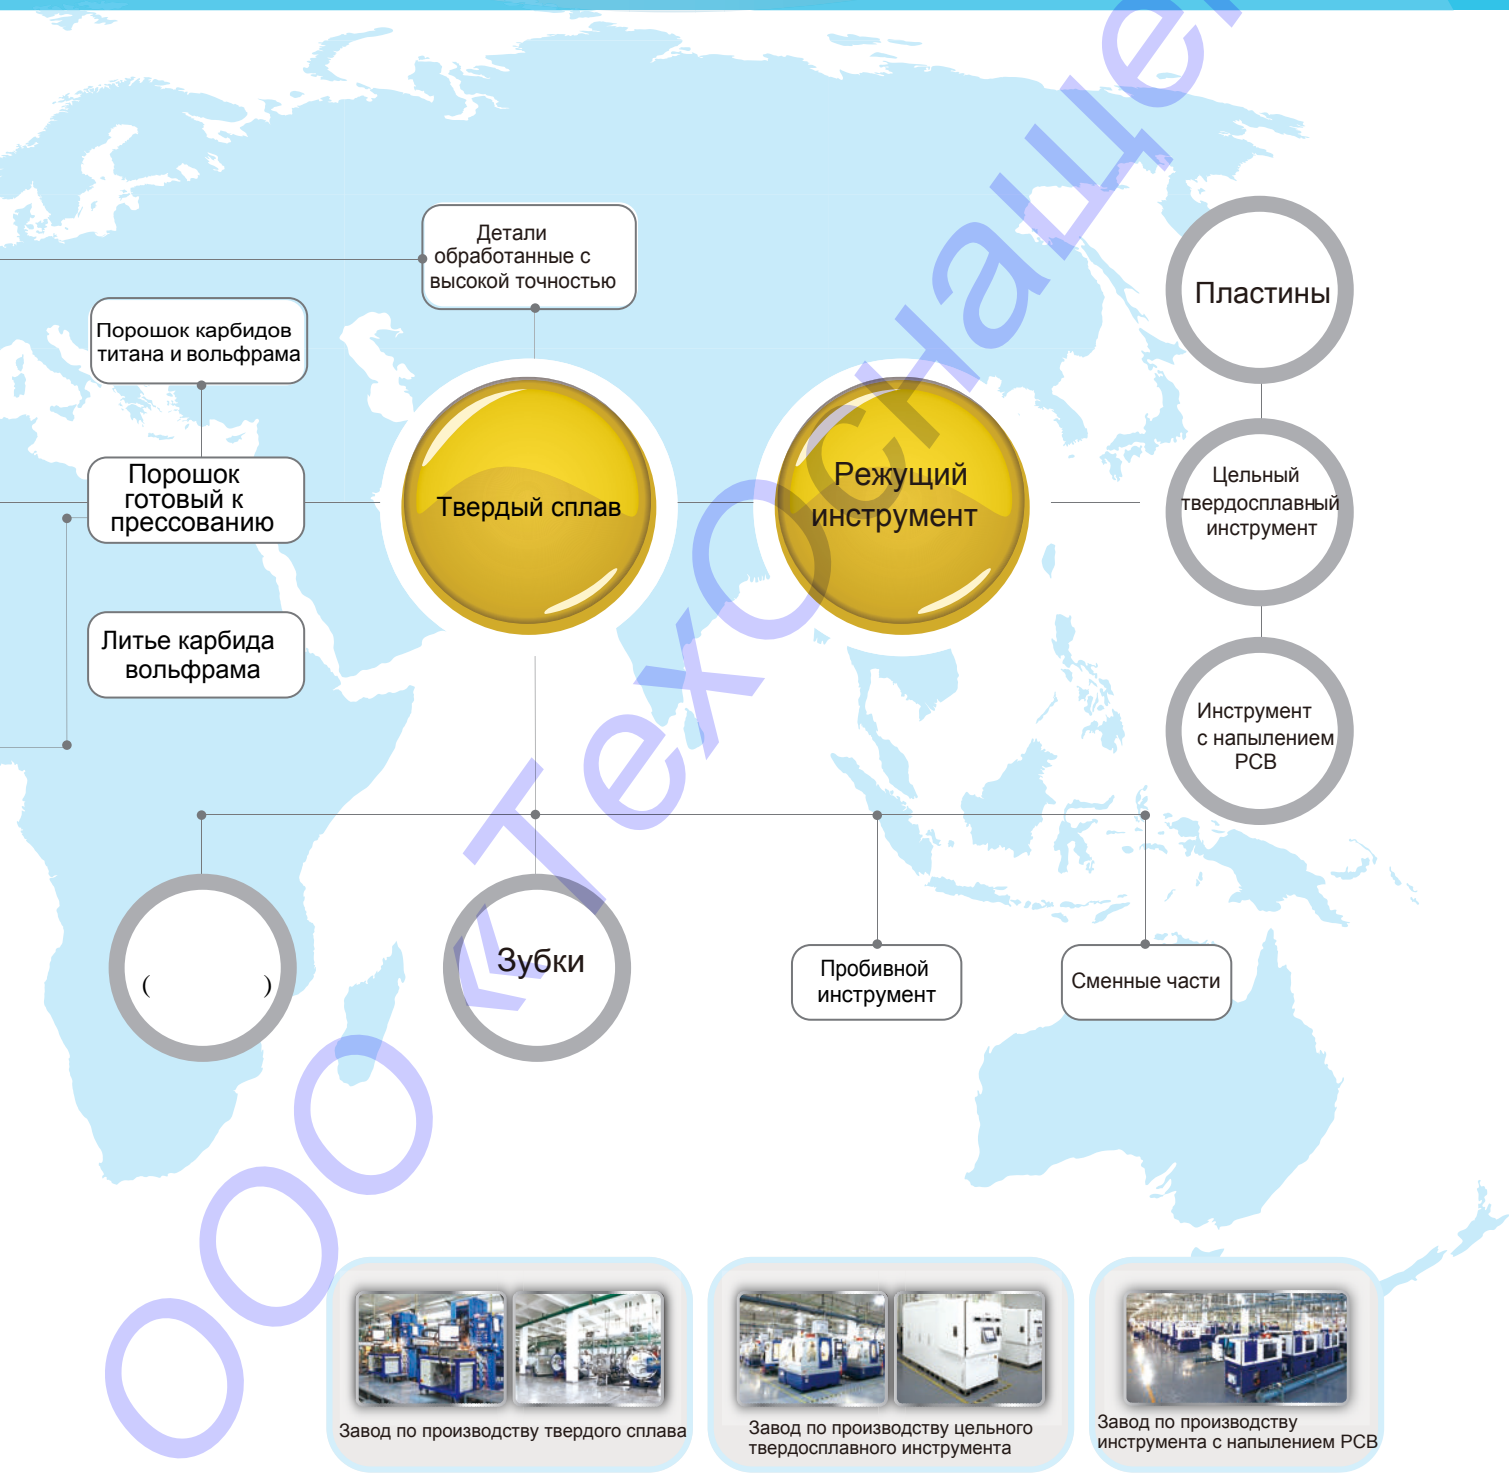 Детали
обработанные с
высокой точностью
Порошок карбидов
титана и вольфрама
Порошок
готовый к
прессованию
Литье карбида
вольфрама
Твердый сплав
Режущий
инструмент
Пластины
Цельный
твердосплавный
инструмент
Инструмент
с напылением
PCB
( )
Зубки
Пробивной
инструмент
Сменные части
Завод по производству твердого сплава
Завод по производству цельного
твердосплавного инструмента
Завод по производству
инструмента с напылением PCB
ООО «ТехОснаще